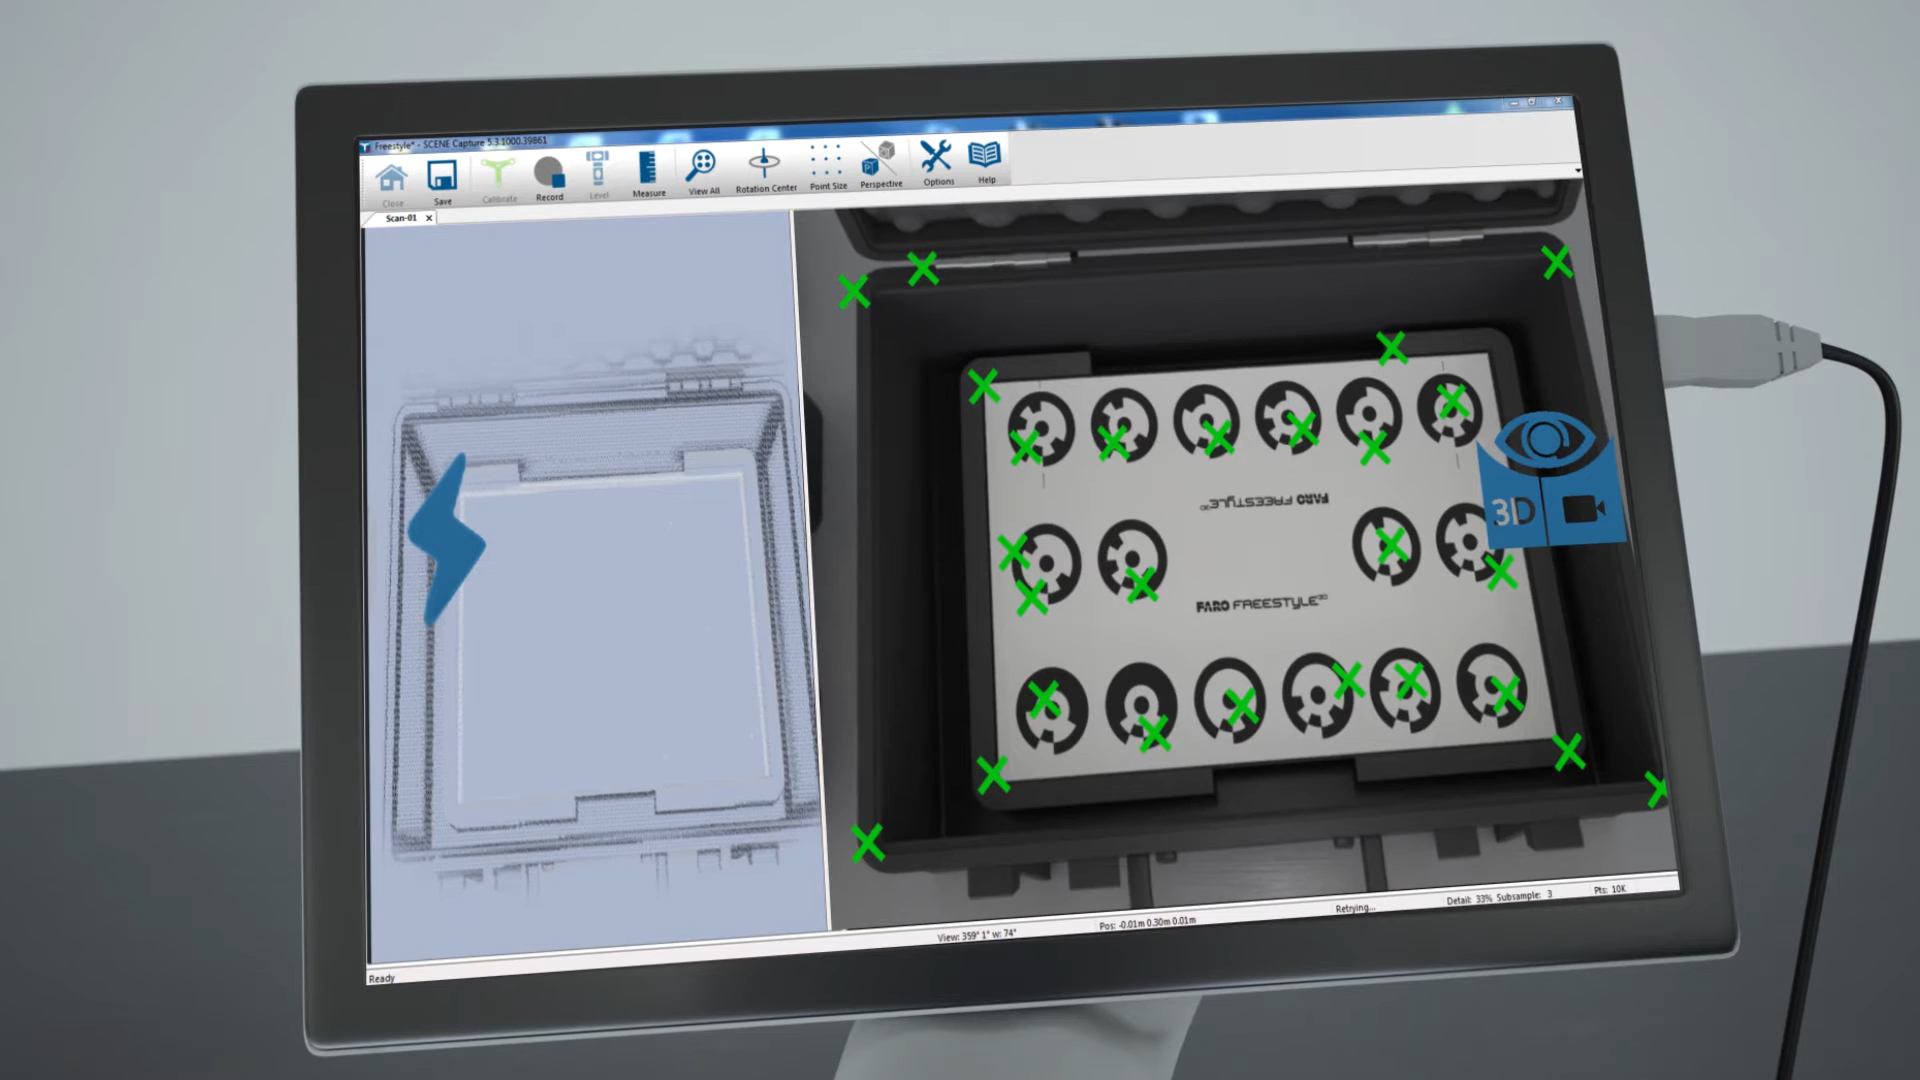 Freestyle* - SCENE Capture 5.3.1000.39861
Close Save Calibrate Record Level Measure View All Rotation Center Point Size Perspective Options Help
Scan-01
FARO FREESTYLE3D
3D
FARO FREESTYLE3D
Detail: 33% Subsample: 3 Pts: 10K
Retrying...
Pos: -0.01m 0.30m 0.01m
View: 359° 1° w: 74°
Ready